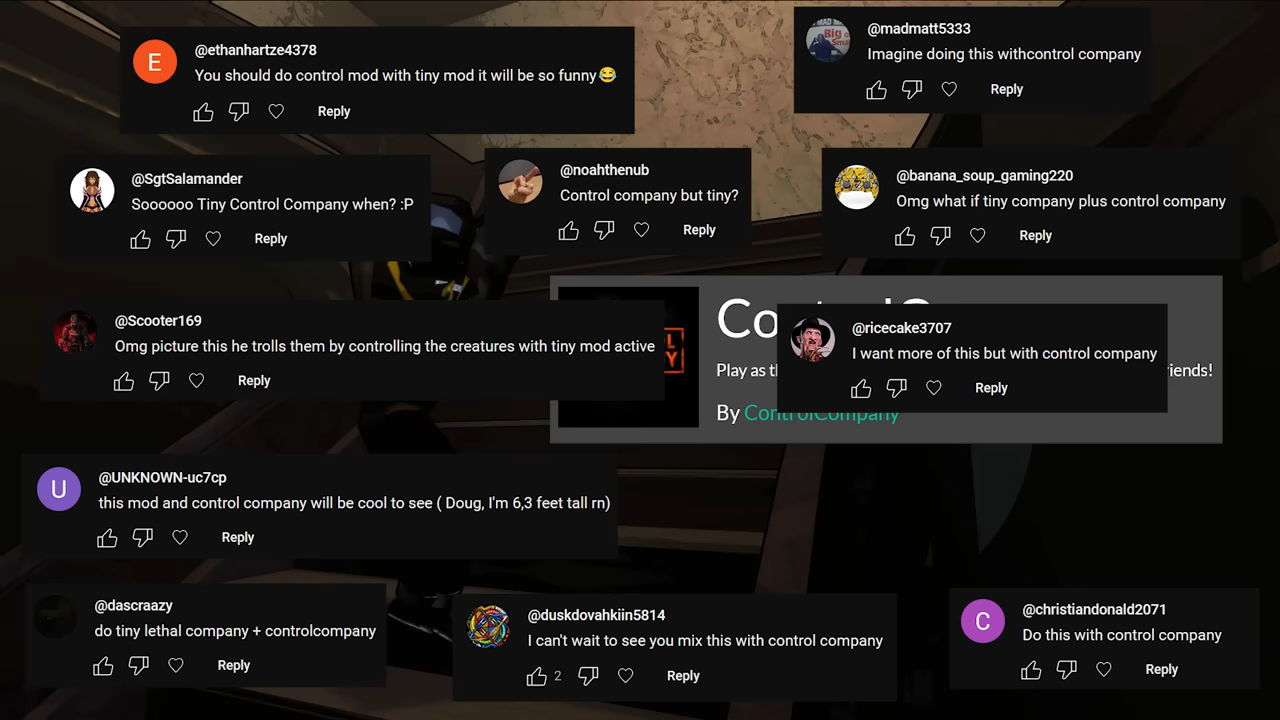 @ethanhartze4378
You should do control mod with tiny mod it will be so funny😂
Reply
@madmatt5333
Imagine doing this withcontrol company
Reply
@SgtSalamander
Soooooo Tiny Control Company when? :P
Reply
@noahthenub
Control company but tiny?
Reply
@banana_soup_gaming220
Omg what if tiny company plus control company
Reply
@Scooter169
Omg picture this he trolls them by controlling the creatures with tiny mod active
Reply
Play as
iends!
By ControlCompany
@ricecake3707
I want more of this but with control company
Reply
U
@UNKNOWN-uc7cp
this mod and control company will be cool to see ( Doug, I'm 6,3 feet tall rn)
Reply
@dascraazy
do tiny lethal company + controlcompany
Reply
@duskdovahkiin5814
I can't wait to see you mix this with control company
2
Reply
C
@christiandonald2071
Do this with control company
Reply